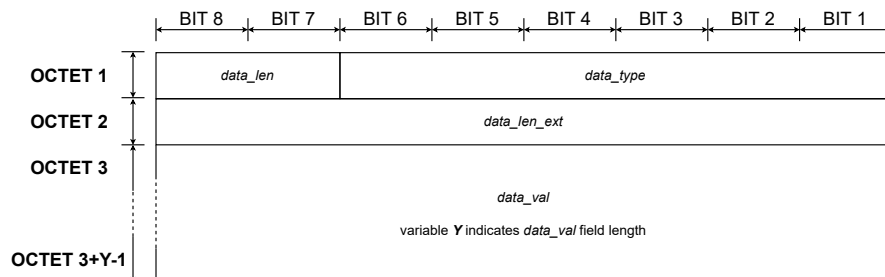 BIT 8 BIT 7 BIT 6 BIT 5 BIT 4 BIT 3 BIT 2 BIT 1
OCTET 1 data_len data_type
OCTET 2 data_len_ext
OCTET 3
data_val
variable Y indicates data_val field length
OCTET 3+Y-1